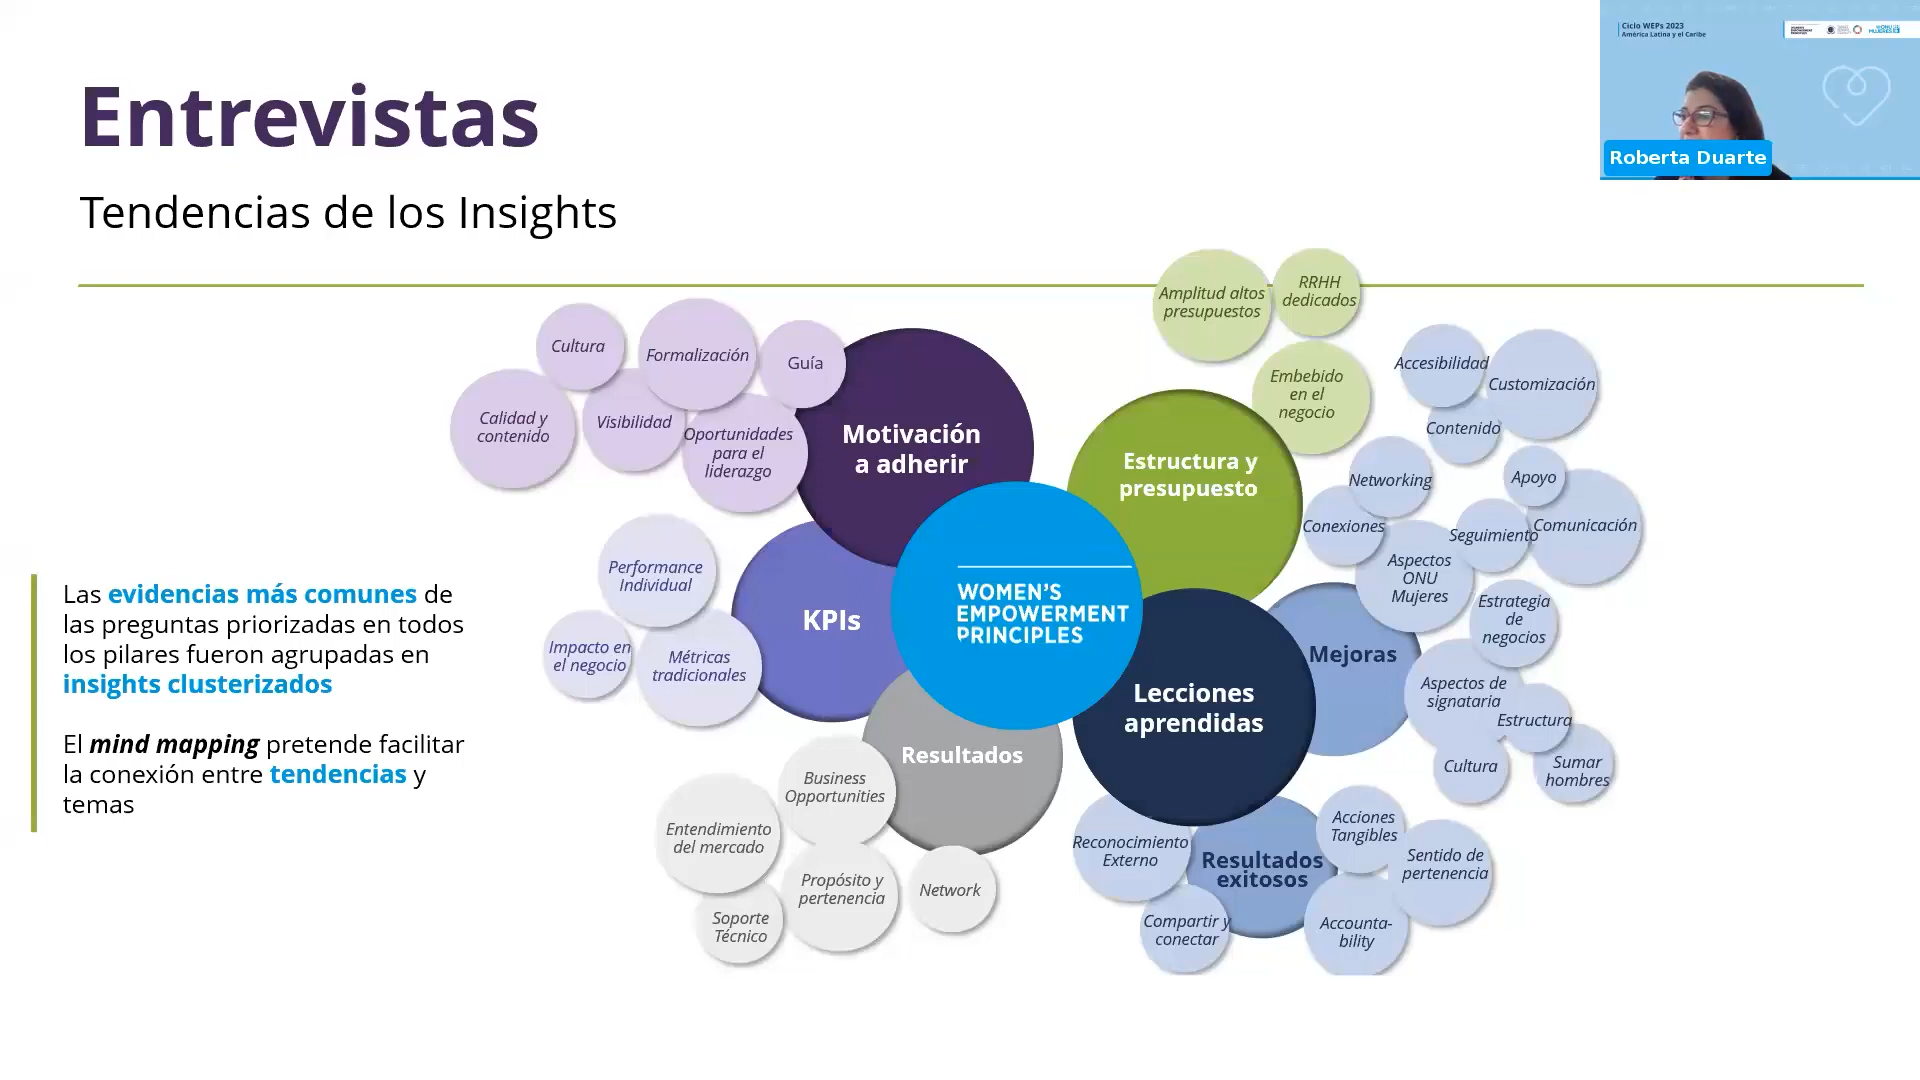 Entrevistas
Tendencias de los Insights
Ciclo WEPs 2023
América Latina y el Caribe
Roberta Duarte
Las evidencias más comunes de
las preguntas priorizadas en todos
los pilares fueron agrupadas en
insights clusterizados
El mind mapping pretende facilitar
la conexión entre tendencias y
temas
Cultura
Formalización
Guía
Calidad y
contenido
Visibilidad
Oportunidades
para el
liderazgo
Motivación
a adherir
Performance
Individual
Impacto en
el negocio
Métricas
tradicionales
KPIs
WOMEN'S
EMPOWERMENT
PRINCIPLES
Resultados
Business
Opportunities
Entendimiento
del mercado
Propósito y
pertenencia
Network
Soporte
Técnico
Amplitud altos
presupuestos
RRHH
dedicados
Embebido
en el
negocio
Estructura y
presupuesto
Accesibilidad
Customización
Contenido
Networking
Apoyo
Conexiones
Seguimiento
Comunicación
Aspectos
ONU
Mujeres
Estrategia
de
negocios
Mejoras
Aspectos de
signataria
Estructura
Cultura
Sumar
hombres
Lecciones
aprendidas
Reconocimiento
Externo
Resultados
exitosos
Acciones
Tangibles
Sentido de
pertenencia
Compartir y
conectar
Accounta-
bility